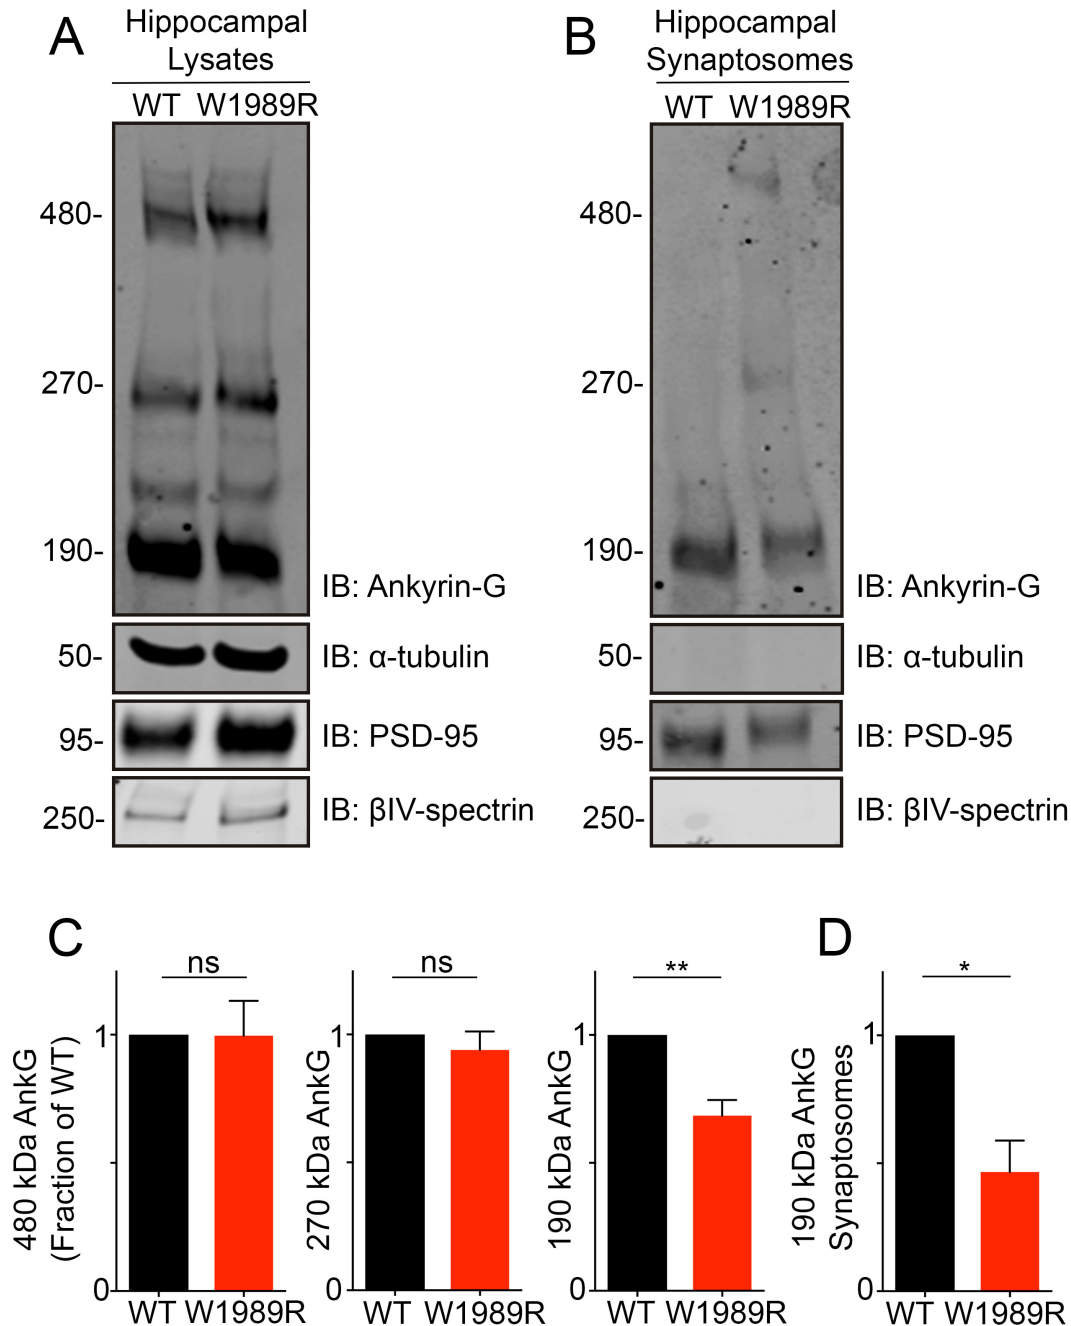 A
Hippocampal
Lysates
WT W1989R
480-
270-
190-
IB: Ankyrin-G
50-
IB: α-tubulin
95-
IB: PSD-95
250-
IB: βIV-spectrin
B
Hippocampal
Synaptosomes
WT W1989R
480-
270-
190-
IB: Ankyrin-G
50-
IB: α-tubulin
95-
IB: PSD-95
250-
IB: βIV-spectrin
C
480 kDa AnkG
(Fraction of WT)
ns
1
0
WT W1989R
270 kDa AnkG
ns
1
0
WT W1989R
190 kDa AnkG
**
1
0
WT W1989R
D
190 kDa AnkG
Synaptosomes
*
1
0
WT W1989R